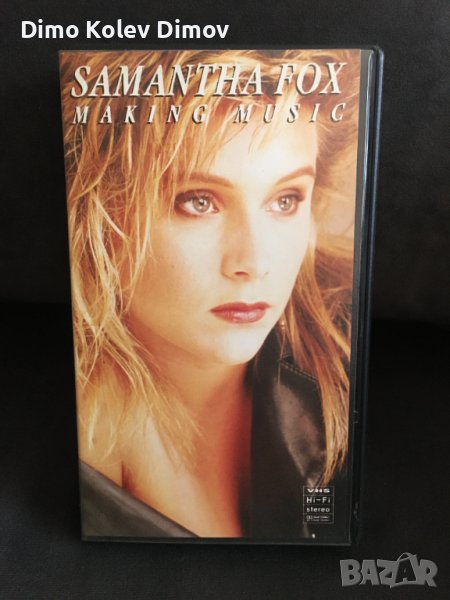 Dimo Kolev Dimov
SAMANTHA FOX
MAKING MUSIC
VHS
Hi-Fi
stereo
BAZAR